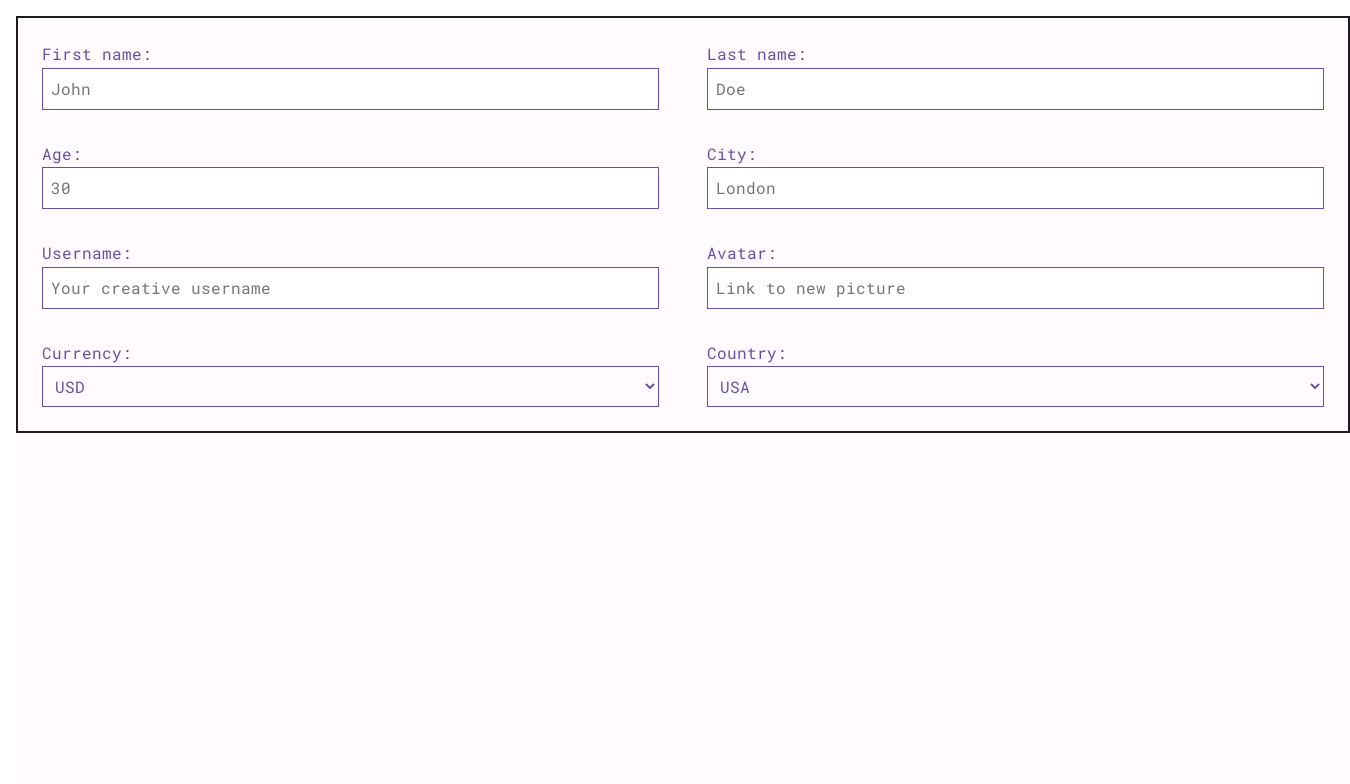 First name:
John
Last name:
Doe
Age:
30
City:
London
Username:
Your creative username
Avatar:
Link to new picture
Currency:
USD
Country:
USA